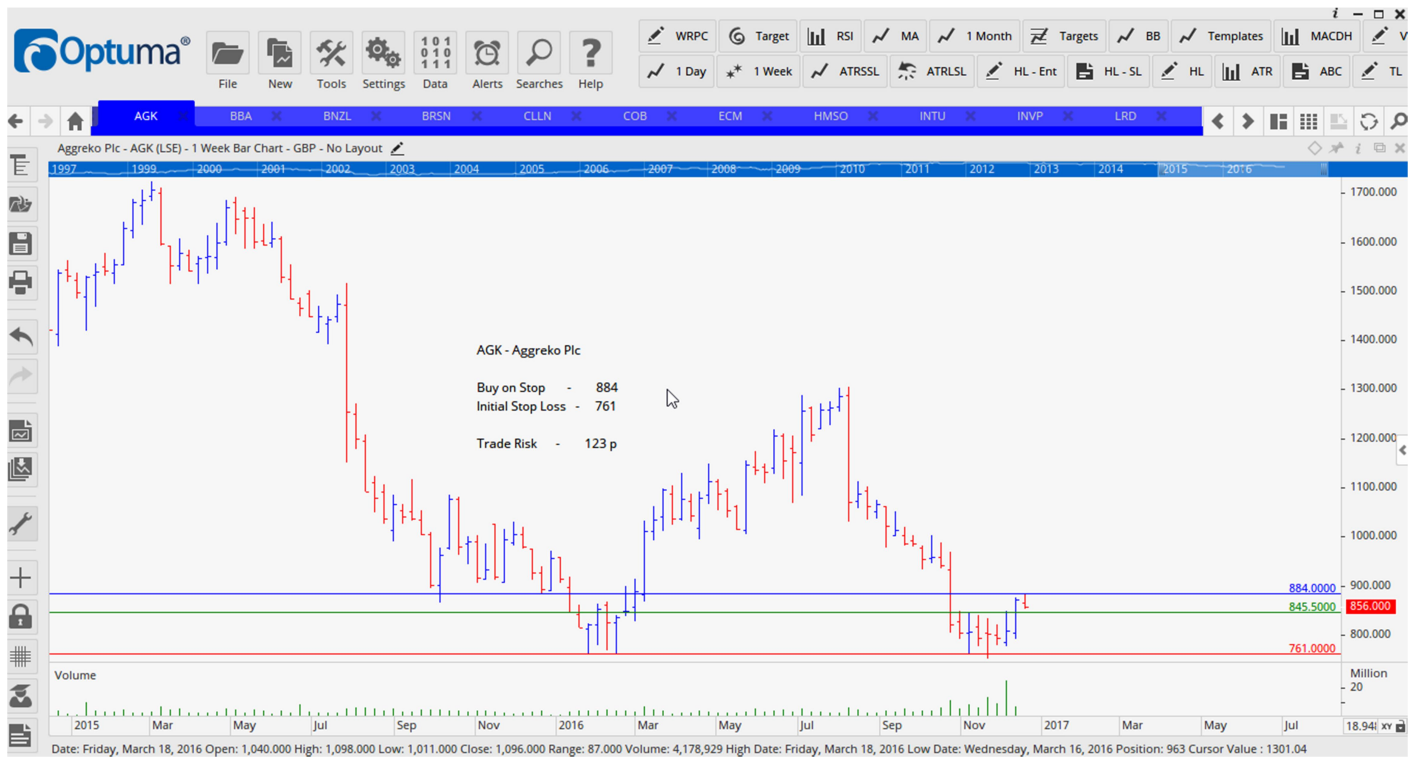 i
Optuma®
File New Tools Settings Data Alerts Searches Help
WRPC Target RSI MA 1 Month Targets BB Templates MACDH V
1 Day 1 Week ATRSSL ATRLSL HL - Ent HL - SL HL ATR ABC TL
AGK BBA BNZL BRSN CLLN COB ECM HMSO INTU INVP LRD
Aggreko Plc - AGK (LSE) - 1 Week Bar Chart - GBP - No Layout
1997 1999 2000 2001 2002 2003 2004 2005 2006 2007 2008 2009 2010 2011 2012 2013 2014 2015 2016
1700.000
1600.000
1500.000
1400.000
AGK - Aggreko Plc
Buy on Stop - 884
1300.000
Initial Stop Loss - 761
Trade Risk - 123 p
1200.000
1100.000
1000.000
900.000
884.0000
845.5000 856.000
800.000
761.0000
Volume
Million
20
2015 Mar May Jul Sep Nov 2016 Mar May Jul Sep Nov 2017 Mar May Jul 18.94 XY
Date: Friday, March 18, 2016 Open: 1,040.000 High: 1,098.000 Low: 1,011.000 Close: 1,096.000 Range: 87.000 Volume: 4,178,929 High Date: Friday, March 18, 2016 Low Date: Wednesday, March 16, 2016 Position: 963 Cursor Value : 1301.04